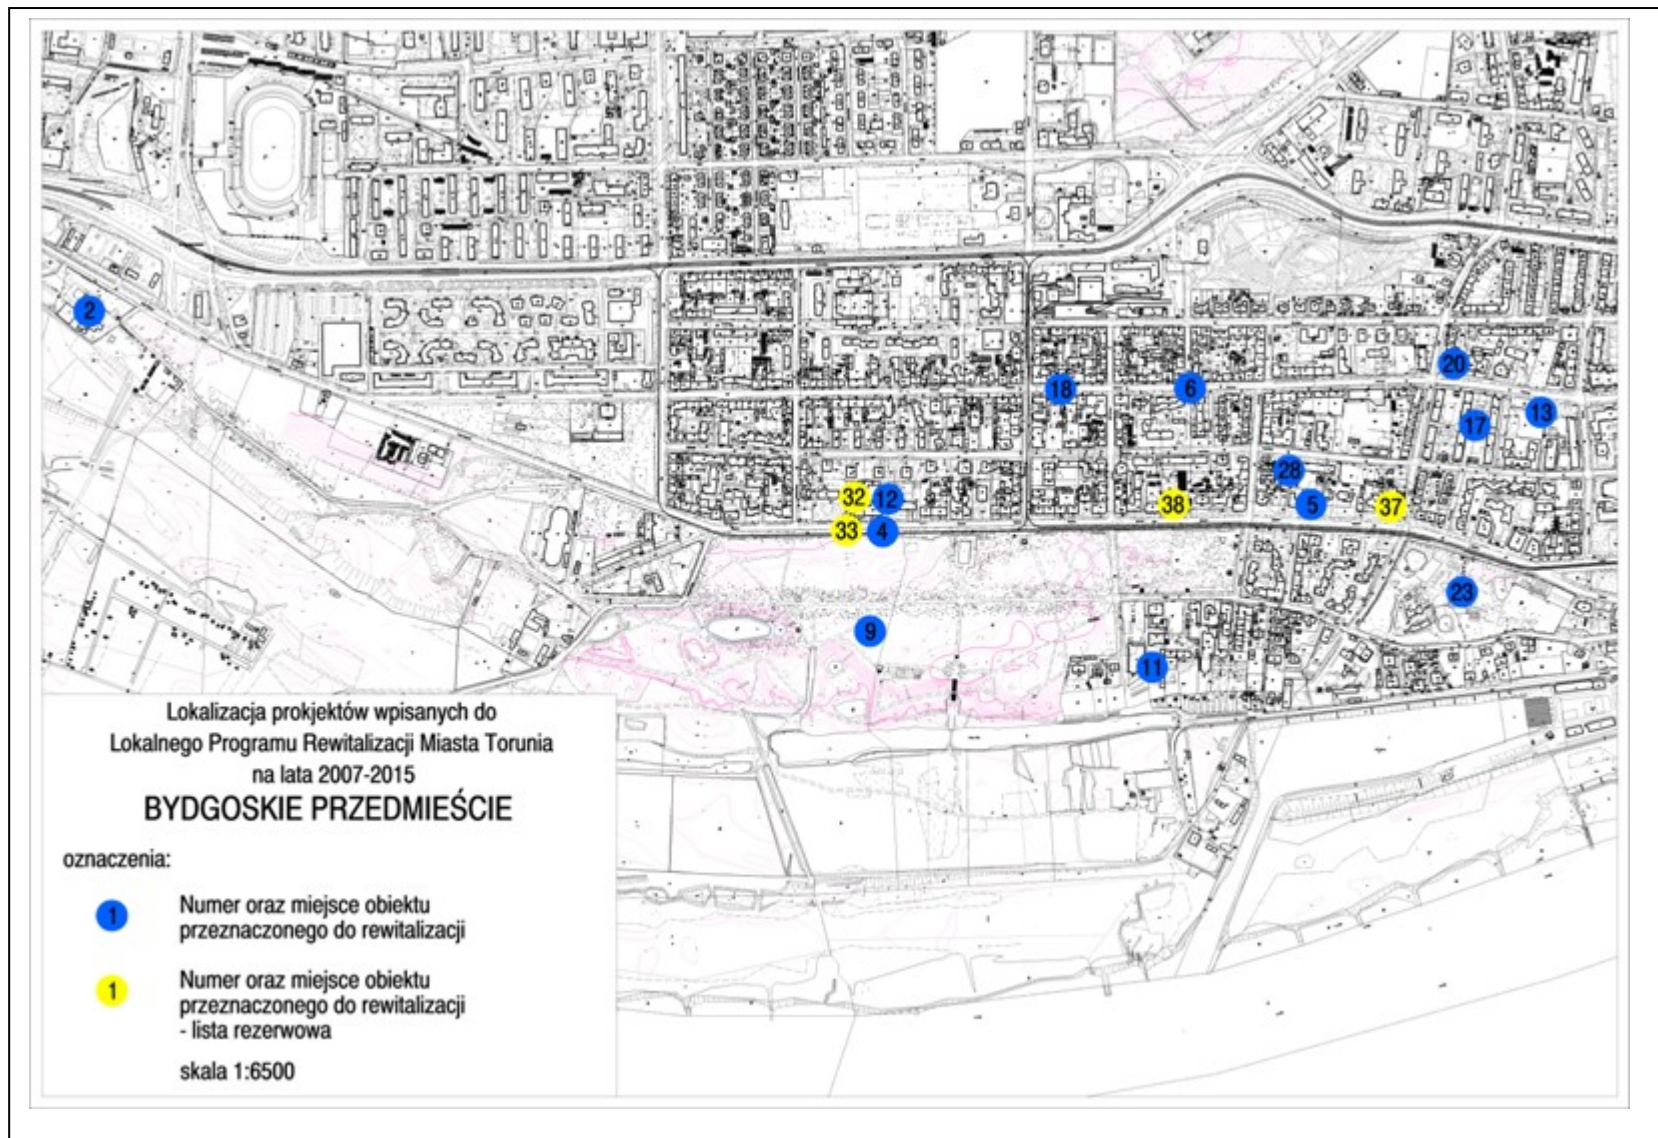 2
20
18
6
13
17
28
32
12
38
5
37
33
4
23
9
11
Lokalizacja prokjektów wpisanych do
Lokalnego Programu Rewitalizacji Miasta Torunia
na lata 2007-2015
BYDGOSKIE PRZEDMIEŚCIE
oznaczenia:
1
Numer oraz miejsce obiektu
przeznaczonego do rewitalizacji
1
Numer oraz miejsce obiektu
przeznaczonego do rewitalizacji
- lista rezerwowa
skala 1:6500